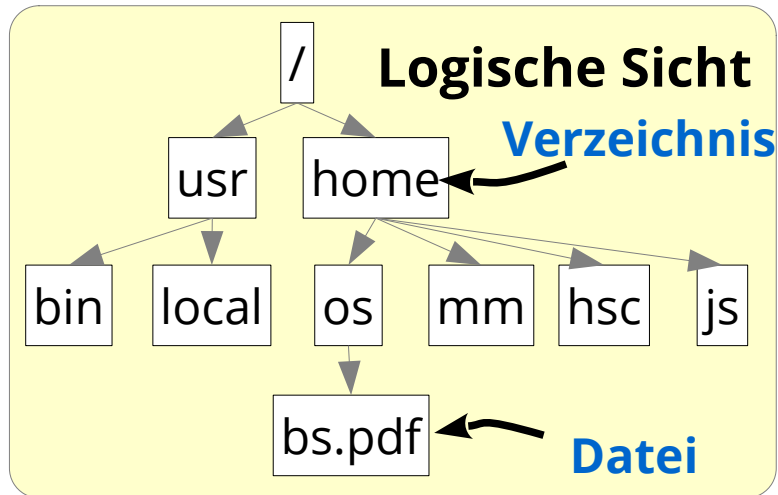 /
Logische Sicht
Verzeichnis
usr
home
bin
local
os
mm
hsc
js
bs.pdf
Datei